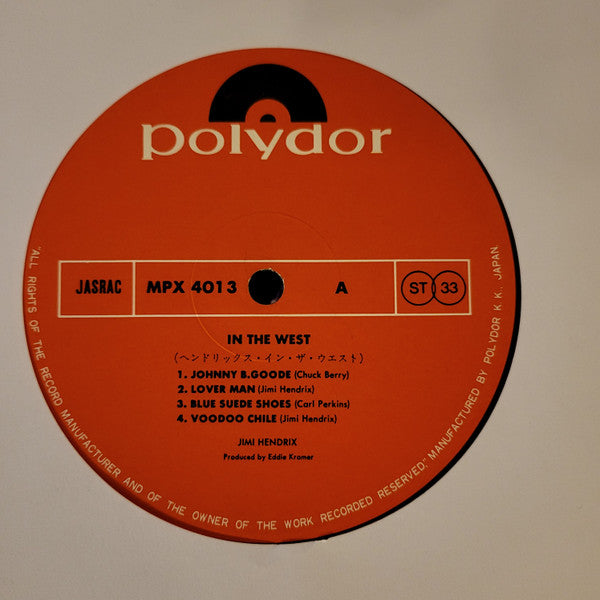 polydor
JASRAC MPX 4013 A ST 33
IN THE WEST
(ヘンドリックス・イン・ザ・ウエスト)
1. JOHNNY B.GOODE (Chuck Berry)
2. LOVER MAN (Jimi Hendrix)
3. BLUE SUEDE SHOES (Carl Perkins)
4. VOODOO CHILE (Jimi Hendrix)
JIMI HENDRIX
Produced by Eddie Kramer
"ALL RIGHTS OF THE RECORD MANUFACTURER AND OF THE OWNER OF THE WORK RECORDED RESERVED." MANUFACTURED BY POLYDOR K.K., JAPAN.